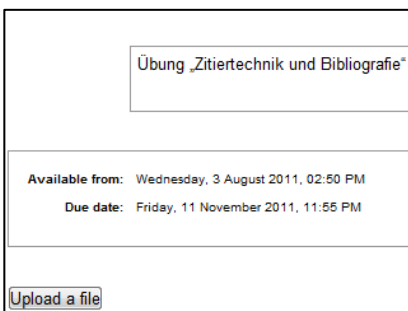 Übung „Zitiertechnik und Bibliografie“
Available from: Wednesday, 3 August 2011, 02:50 PM
Due date: Friday, 11 November 2011, 11:55 PM
Upload a file